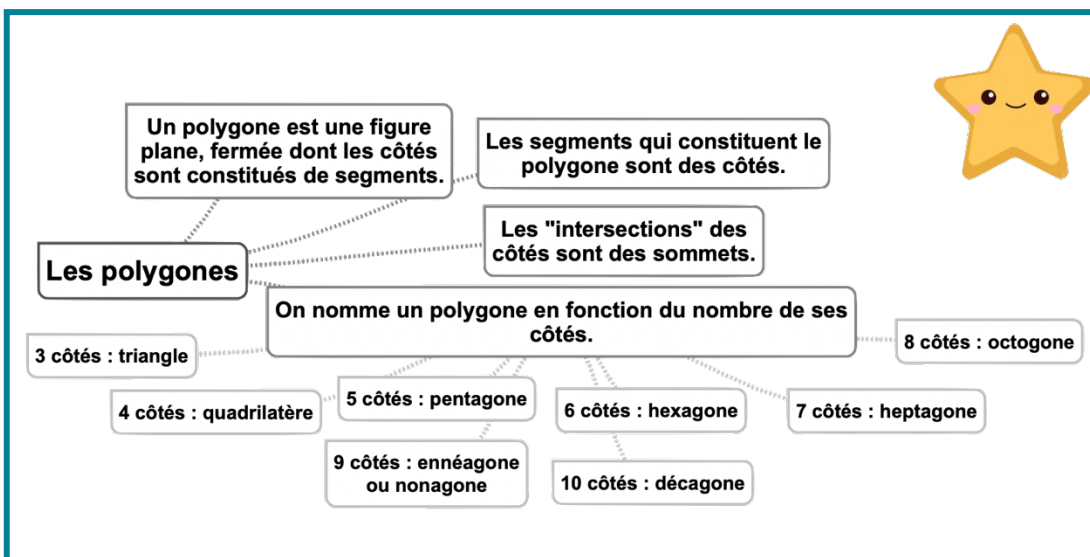 Un polygone est une figure
plane, fermée dont les côtés
sont constitués de segments.
Les segments qui constituent le
polygone sont des côtés.
Les "intersections" des
côtés sont des sommets.
Les polygones
On nomme un polygone en fonction du nombre de ses
côtés.
3 côtés : triangle
8 côtés : octogone
4 côtés : quadrilatère
5 côtés : pentagone
6 côtés : hexagone
7 côtés : heptagone
9 côtés : ennéagone
ou nonagone
10 côtés : décagone